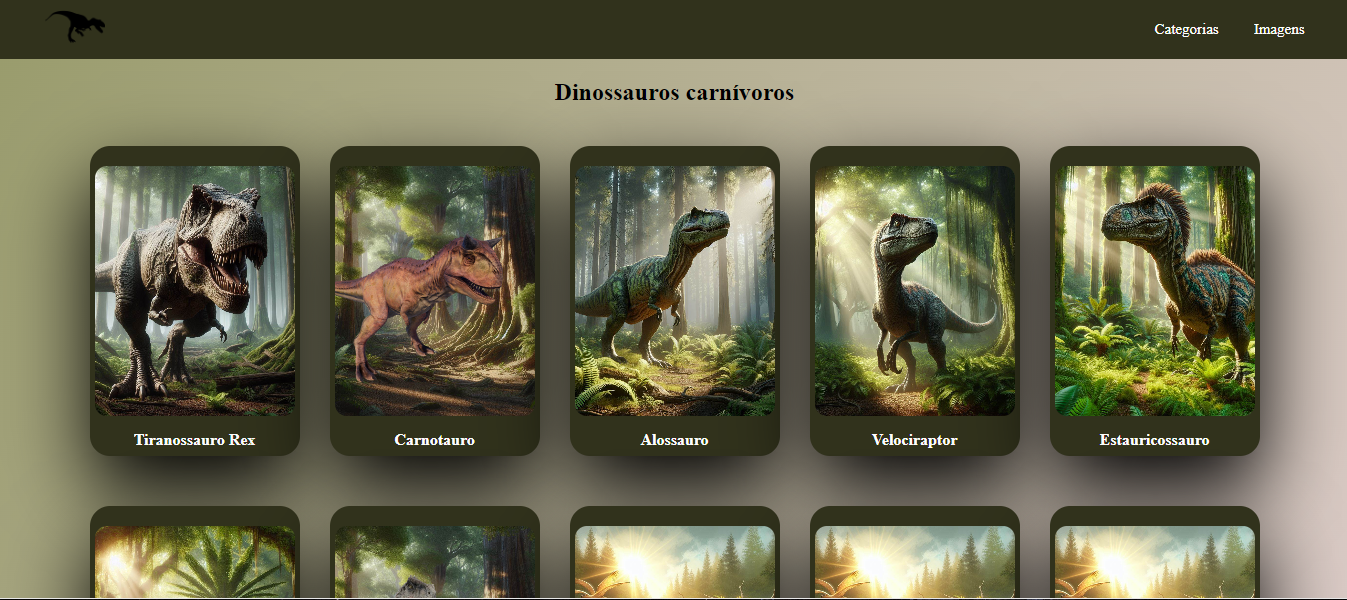 Categorias
Imagens
Dinossauros carnívoros
Tiranossauro Rex
Carnotauro
Alossauro
Velociraptor
Estauricossauro